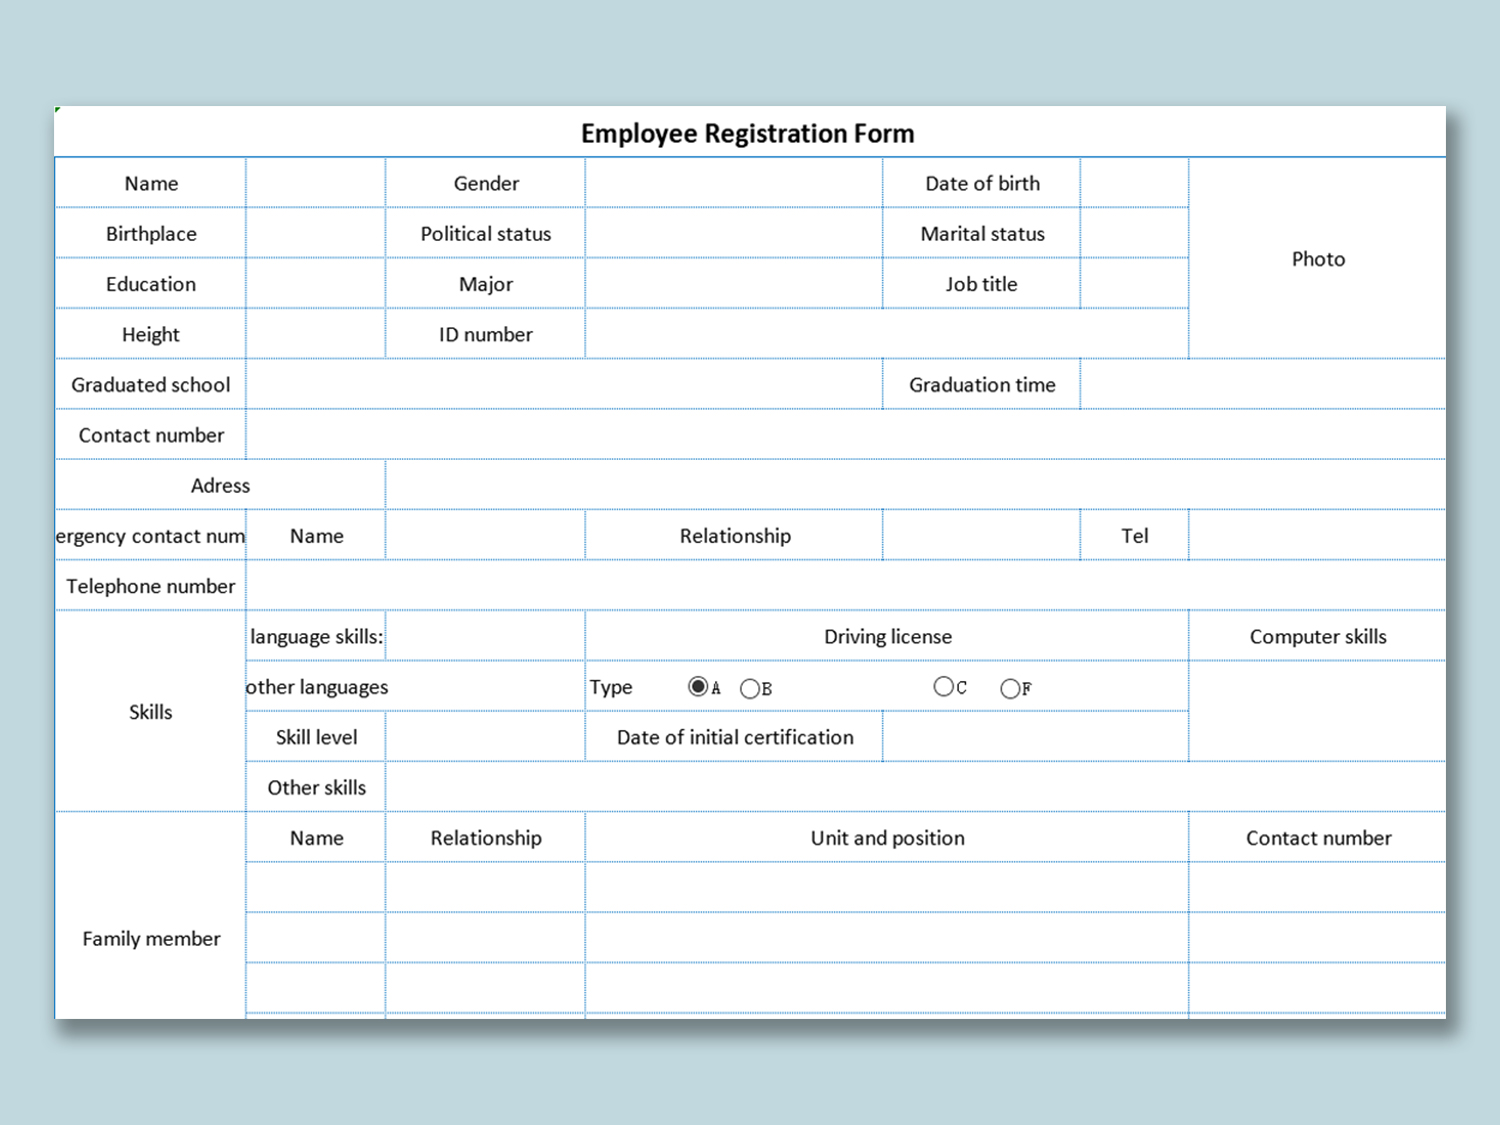 Employee Registration Form
Name Gender Date of birth
Birthplace Political status Marital status
Photo
Education Major Job title
Height ID number
Graduated school Graduation time
Contact number
Adress
ergency contact num Name Relationship Tel
Telephone number
language skills: Driving license Computer skills
other languages Type A B C F
Skills
Skill level Date of initial certification
Other skills
Name Relationship Unit and position Contact number
Family member